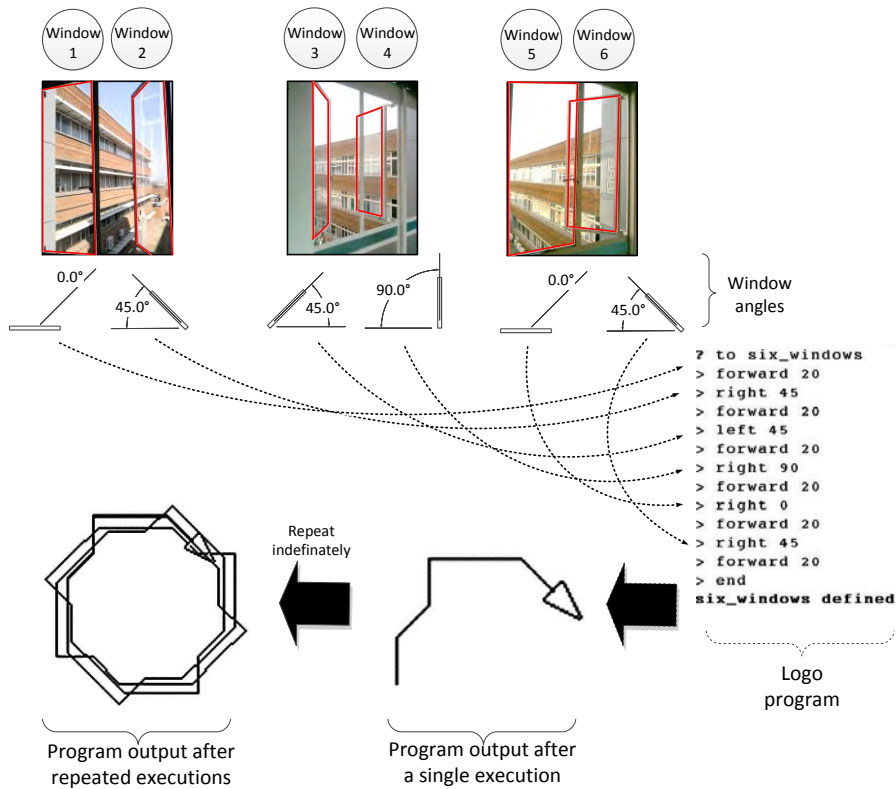 Window
1
Window
2
Window
3
Window
4
Window
5
Window
6
0.0°
45.0°
45.0°
90.0°
0.0°
45.0°
Window
angles
? to six_windows
> forward 20
> right 45
> forward 20
> left 45
> forward 20
> right 90
> forward 20
> right 0
> forward 20
> right 45
> forward 20
> end
six_windows defined
Logo
program
Repeat
indefinately
Program output after
repeated executions
Program output after
a single execution